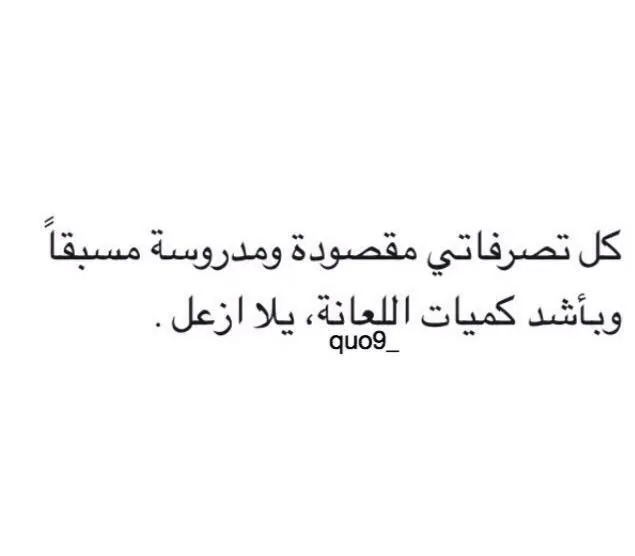 كل تصرفاتي مقصودة ومدروسة مسبقاً
وبأشد كميات اللعانة، يلا ازعل .
quo9_